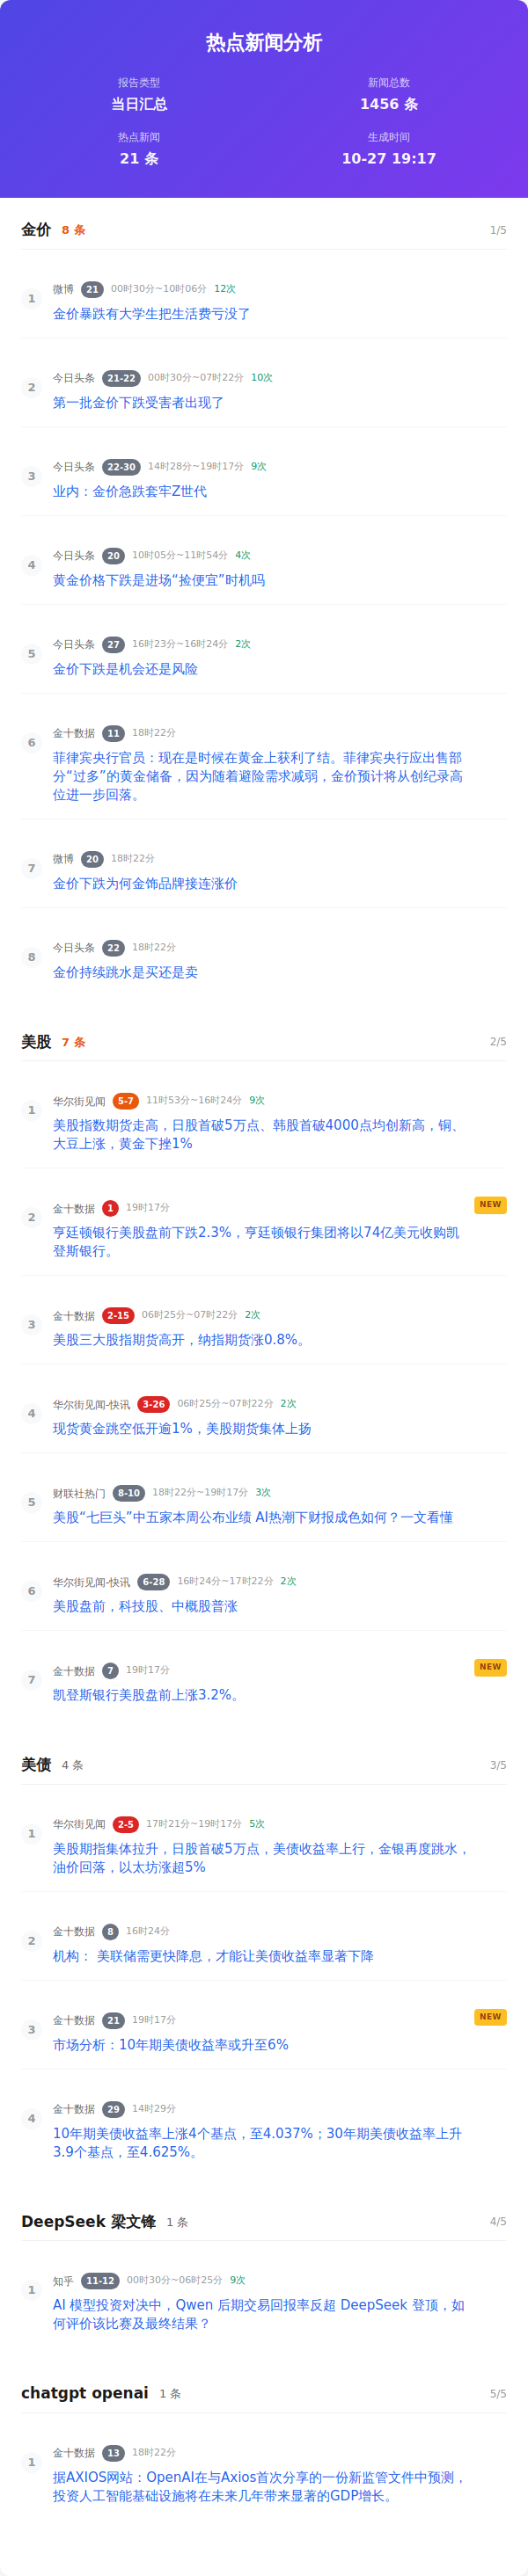 热点新闻分析
报告类型
当日汇总
新闻总数
1456 条
热点新闻
21 条
生成时间
10-27 19:17
金价 8 条 1/5
1 微博 21 00时30分~10时06分 12次
金价暴跌有大学生把生活费亏没了
2 今日头条 21-22 00时30分~07时22分 10次
第一批金价下跌受害者出现了
3 今日头条 22-30 14时28分~19时17分 9次
业内：金价急跌套牢Z世代
4 今日头条 20 10时05分~11时54分 4次
黄金价格下跌是进场“捡便宜”时机吗
5 今日头条 27 16时23分~16时24分 2次
金价下跌是机会还是风险
6 金十数据 11 18时22分
菲律宾央行官员：现在是时候在黄金上获利了结。菲律宾央行应出售部
分“过多”的黄金储备，因为随着避险需求减弱，金价预计将从创纪录高
位进一步回落。
7 微博 20 18时22分
金价下跌为何金饰品牌接连涨价
8 今日头条 22 18时22分
金价持续跳水是买还是卖
美股 7 条 2/5
1 华尔街见闻 5-7 11时53分~16时24分 9次
美股指数期货走高，日股首破5万点、韩股首破4000点均创新高，铜、
大豆上涨，黄金下挫1%
2 金十数据 1 19时17分 NEW
亨廷顿银行美股盘前下跌2.3%，亨廷顿银行集团将以74亿美元收购凯
登斯银行。
3 金十数据 2-15 06时25分~07时22分 2次
美股三大股指期货高开，纳指期货涨0.8%。
4 华尔街见闻-快讯 3-26 06时25分~07时22分 2次
现货黄金跳空低开逾1%，美股期货集体上扬
5 财联社热门 8-10 18时22分~19时17分 3次
美股“七巨头”中五家本周公布业绩 AI热潮下财报成色如何？一文看懂
6 华尔街见闻-快讯 6-28 16时24分~17时22分 2次
美股盘前，科技股、中概股普涨
7 金十数据 7 19时17分 NEW
凯登斯银行美股盘前上涨3.2%。
美债 4 条 3/5
1 华尔街见闻 2-5 17时21分~19时17分 5次
美股期指集体拉升，日股首破5万点，美债收益率上行，金银再度跳水，
油价回落，以太坊涨超5%
2 金十数据 8 16时24分
机构： 美联储需更快降息，才能让美债收益率显著下降
3 金十数据 21 19时17分 NEW
市场分析：10年期美债收益率或升至6%
4 金十数据 29 14时29分
10年期美债收益率上涨4个基点，至4.037%；30年期美债收益率上升
3.9个基点，至4.625%。
DeepSeek 梁文锋 1 条 4/5
1 知乎 11-12 00时30分~06时25分 9次
AI 模型投资对决中，Qwen 后期交易回报率反超 DeepSeek 登顶，如
何评价该比赛及最终结果？
chatgpt openai 1 条 5/5
1 金十数据 13 18时22分
据AXIOS网站：OpenAI在与Axios首次分享的一份新监管文件中预测，
投资人工智能基础设施将在未来几年带来显著的GDP增长。